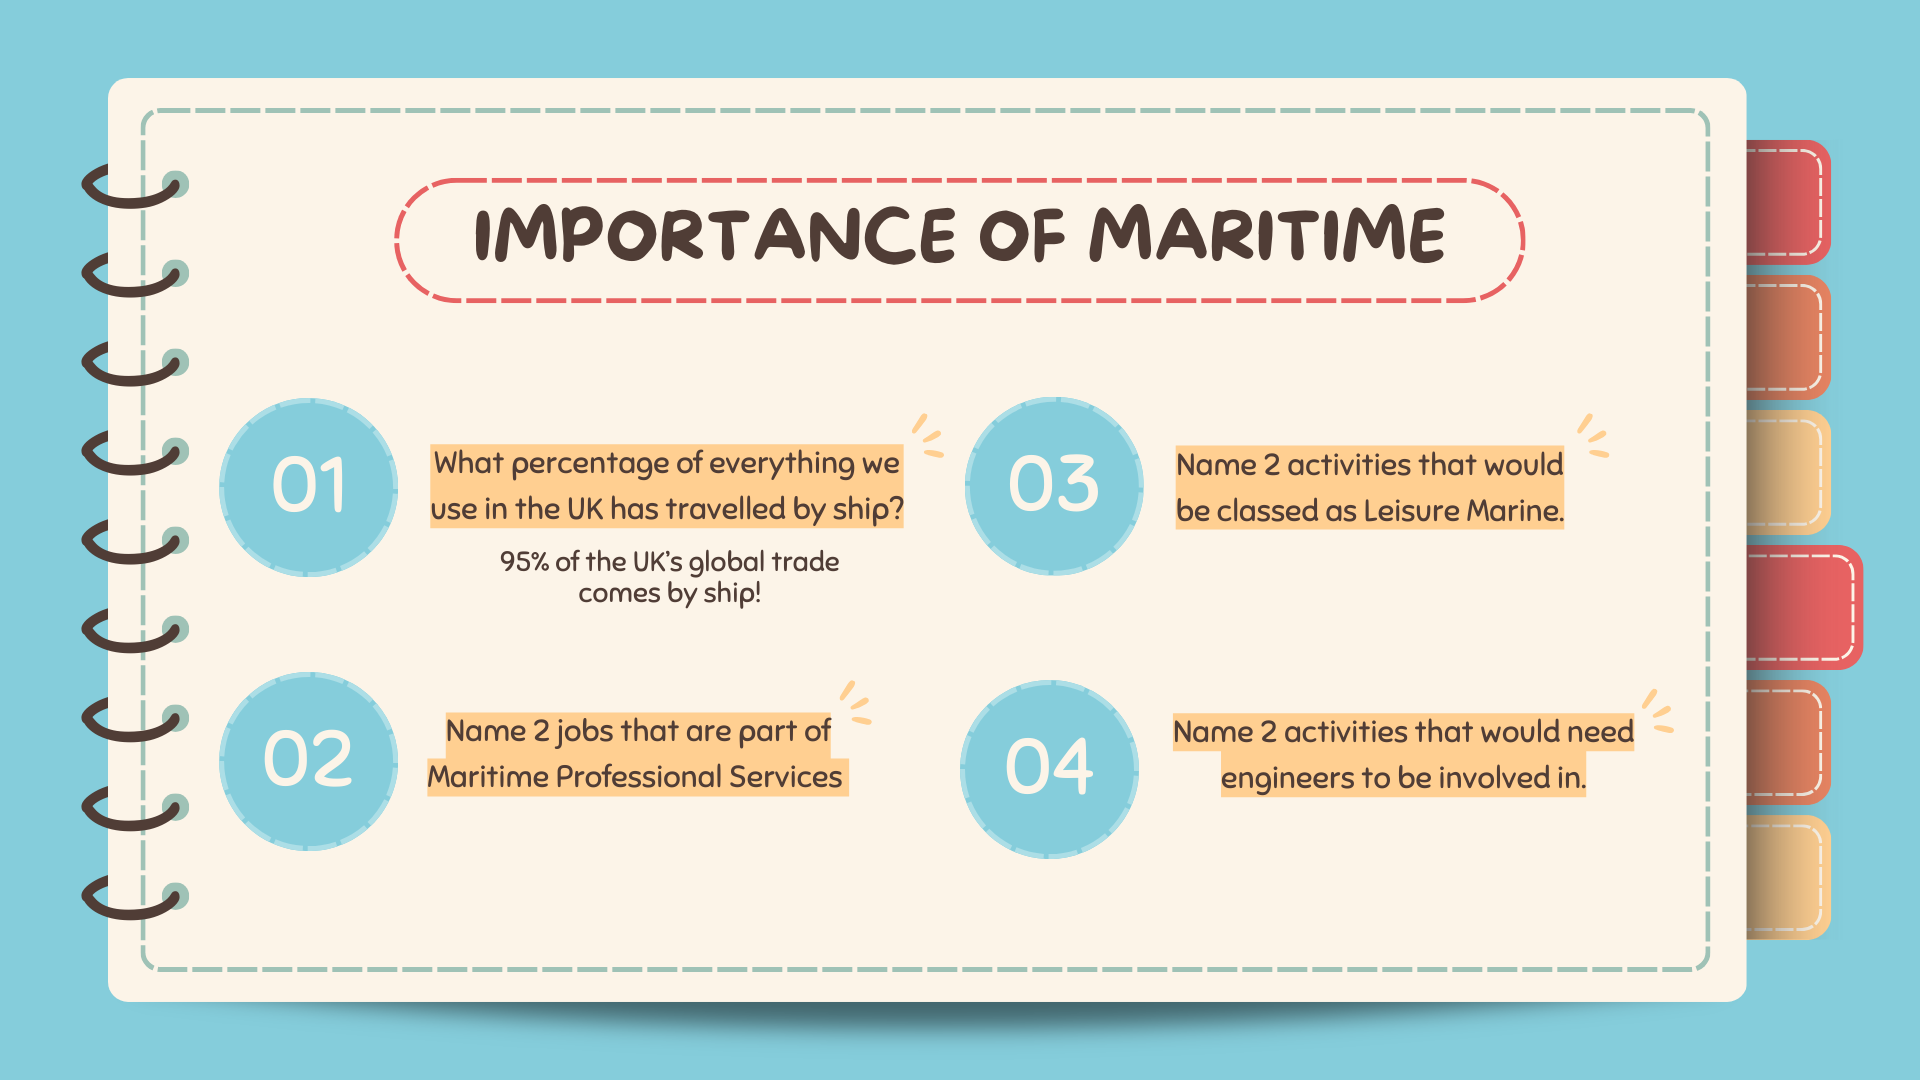 IMPORTANCE OF MARITIME
01
What percentage of everything we
use in the UK has travelled by ship?
95% of the UK's global trade
comes by ship!
02
Name 2 jobs that are part of
Maritime Professional Services
03
Name 2 activities that would
be classed as Leisure Marine.
04
Name 2 activities that would need
engineers to be involved in.